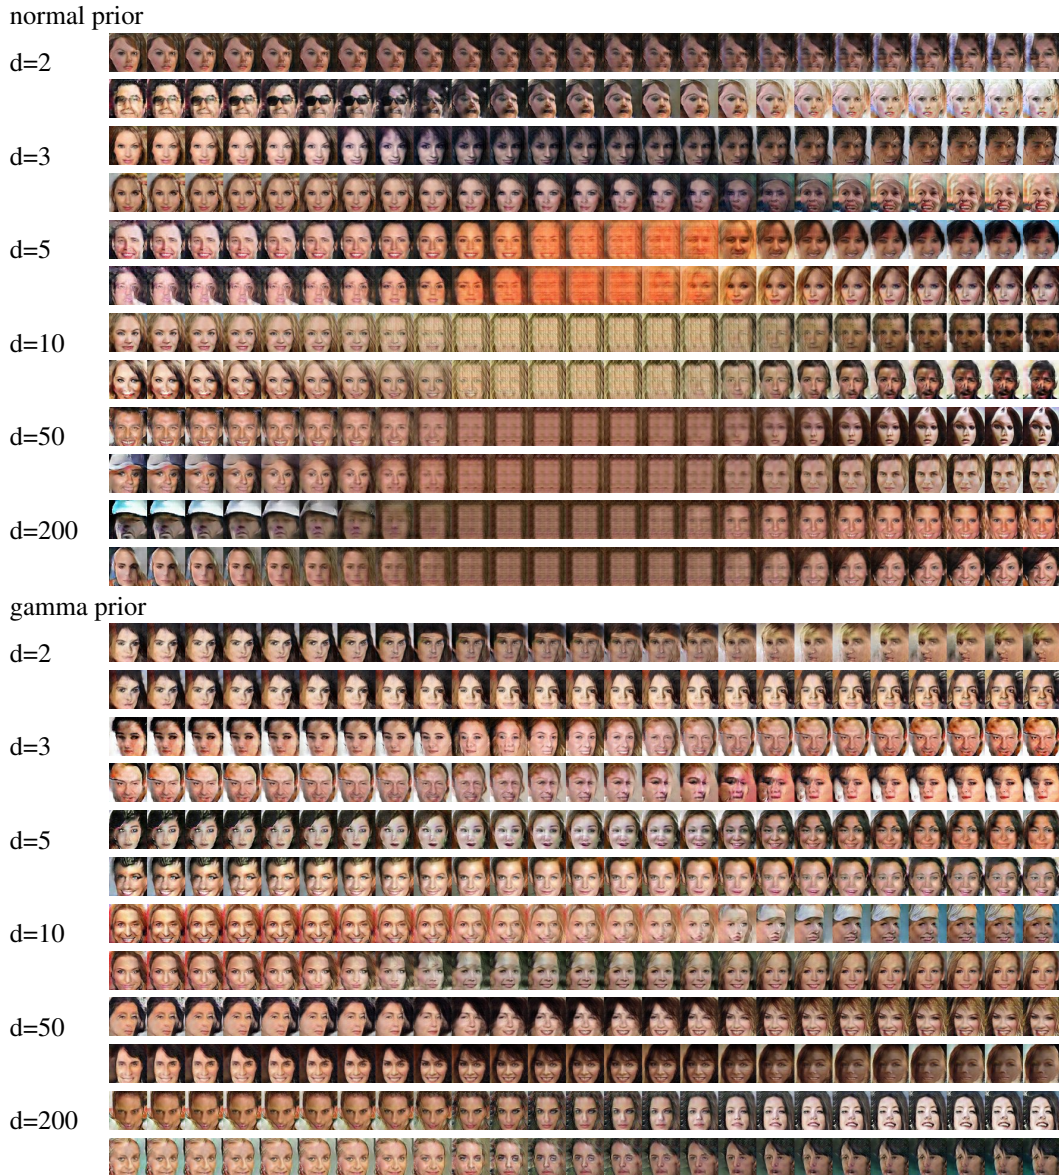 normal prior
d=2
d=3
d=5
d=10
d=50
d=200
gamma prior
d=2
d=3
d=5
d=10
d=50
d=200